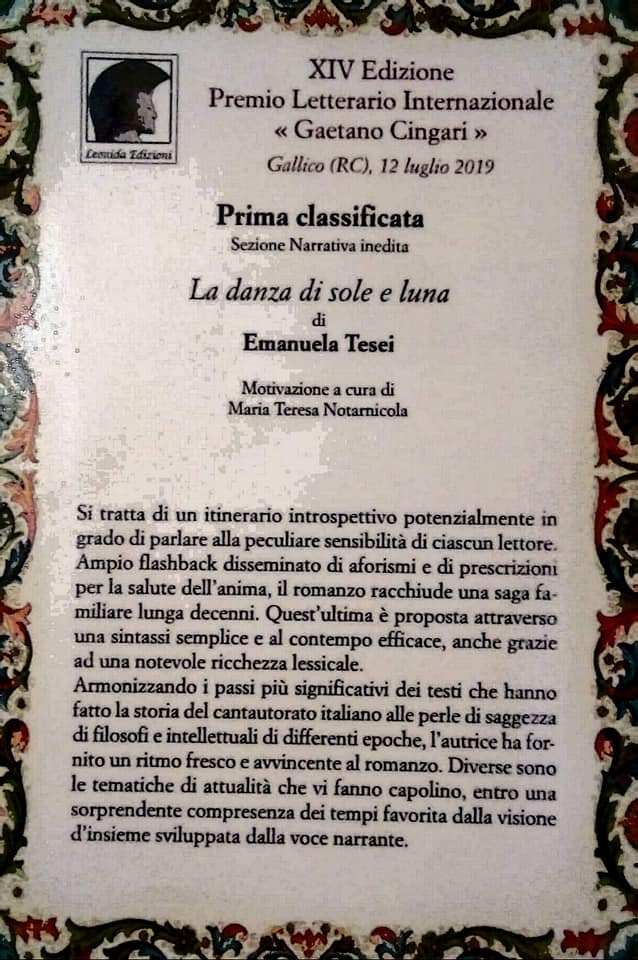 Leonida Edizioni
XIV Edizione
Premio Letterario Internazionale
« Gaetano Cingari »
Gallico (RC), 12 luglio 2019
Prima classificata
Sezione Narrativa inedita
La danza di sole e luna
di
Emanuela Tesei
Motivazione a cura di
Maria Teresa Notarnicola
Si tratta di un itinerario introspettivo potenzialmente in
grado di parlare alla peculiare sensibilità di ciascun lettore.
Ampio flashback disseminato di aforismi e di prescrizioni
per la salute dell'anima, il romanzo racchiude una saga fa-
miliare lunga decenni. Quest'ultima è proposta attraverso
una sintassi semplice e al contempo efficace, anche grazie
ad una notevole ricchezza lessicale.
Armonizzando i passi più significativi dei testi che hanno
fatto la storia del cantautorato italiano alle perle di saggezza
di filosofi e intellettuali di differenti epoche, l'autrice ha for-
nito un ritmo fresco e avvincente al romanzo. Diverse sono
le tematiche di attualità che vi fanno capolino, entro una
sorprendente compresenza dei tempi favorita dalla visione
d'insieme sviluppata dalla voce narrante.